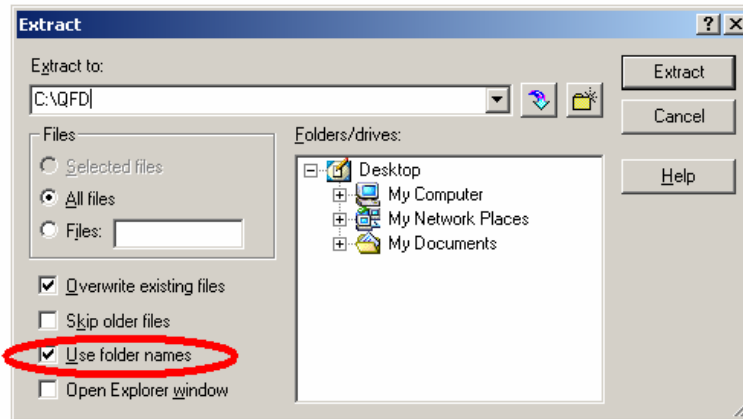 Extract
Extract to:
C:\QFD
Extract
Cancel
Help
Files
Selected files
All files
Files:
Folders/drives:
Desktop
My Computer
My Network Places
My Documents
Overwrite existing files
Skip older files
Use folder names
Open Explorer window